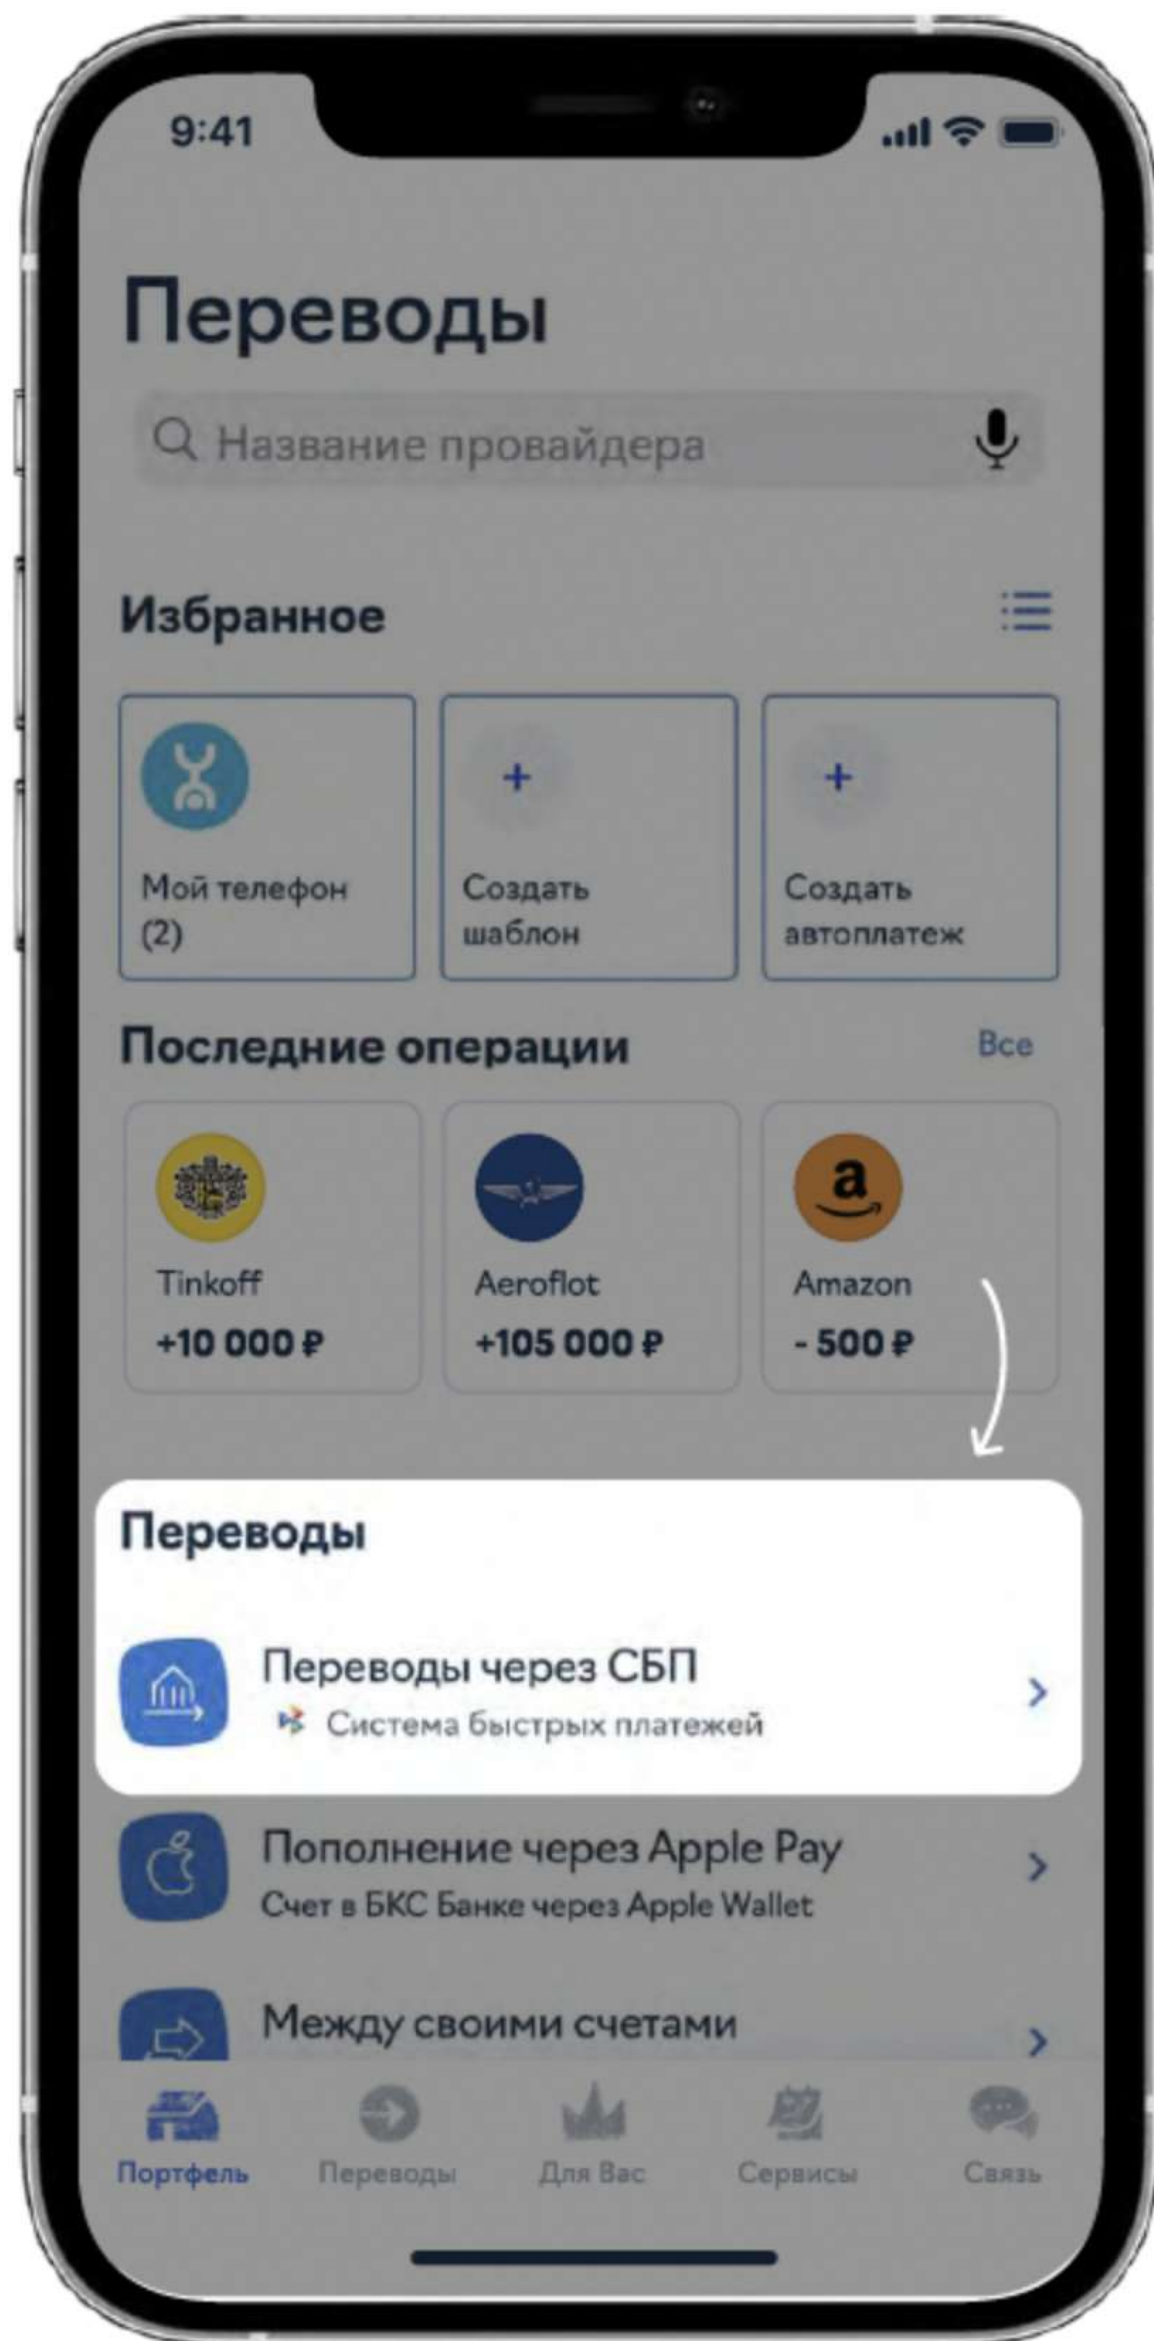 9:41
Переводы
Название провайдера
Избранное
Мой телефон
(2)
Создать
шаблон
Создать
автоплатеж
Последние операции
Все
Tinkoff
+10 000 ₽
Aeroflot
+105 000 ₽
a
Amazon
- 500 ₽
Переводы
Переводы через СБП
Система быстрых платежей
Пополнение через Apple Pay
Счет в БКС Банке через Apple Wallet
Между своими счетами
Портфель
Переводы
Для Вас
Сервисы
Связь